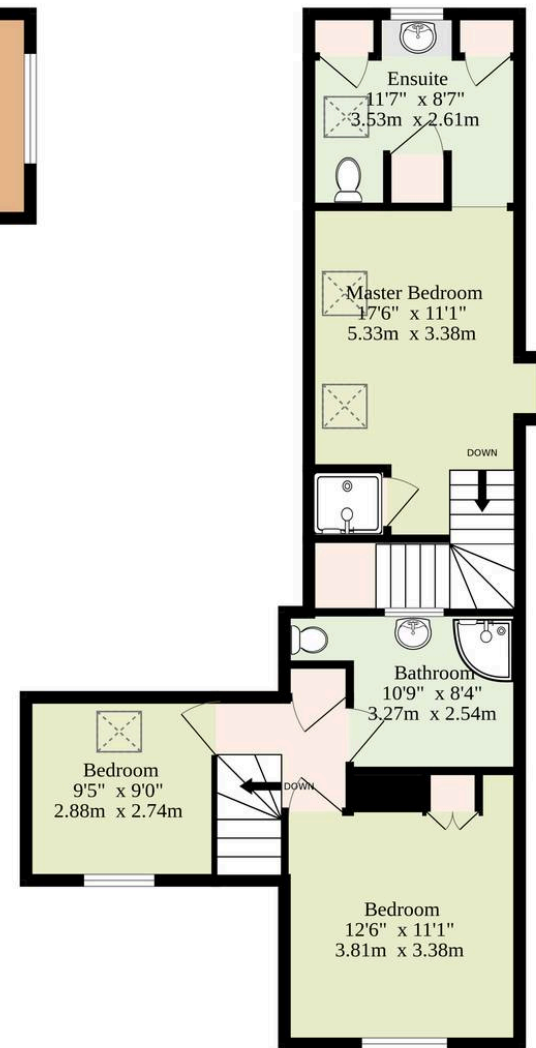 Ensuite
11'7" x 8'7"
3.53m x 2.61m
Master Bedroom
17'6" x 11'1"
5.33m x 3.38m
DOWN
Bathroom
10'9" x 8'4"
3.27m x 2.54m
Bedroom
9'5" x 9'0"
2.88m x 2.74m
DOWN
Bedroom
12'6" x 11'1"
3.81m x 3.38m